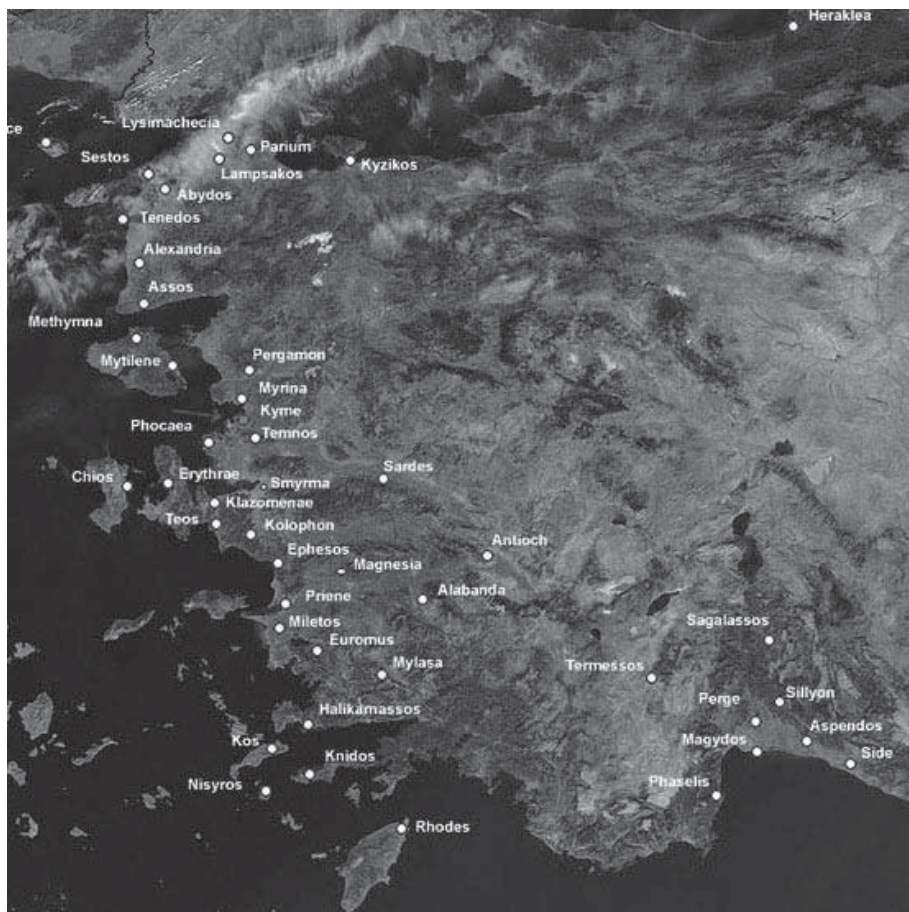 Heraklea
Lysimachecia
ce
Parium
Sestos
Lampsakos
Kyzikos
Abydos
Tenedos
Alexandria
Assos
Methymna
Mytilene
Pergamon
Myrina
Kyme
Phocaea
Temnos
Sardes
Chios
Erythrae
Smyrma
Klazomenae
Teos
Kolophon
Antioch
Ephesos
Magnesia
Alabanda
Priene
Miletos
Sagalassos
Euromus
Mylasa
Termessos
Sillyon
Perge
Halikarnassos
Aspendos
Kos
Magydos
Knidos
Side
Nisyros
Phaselis
Rhodes